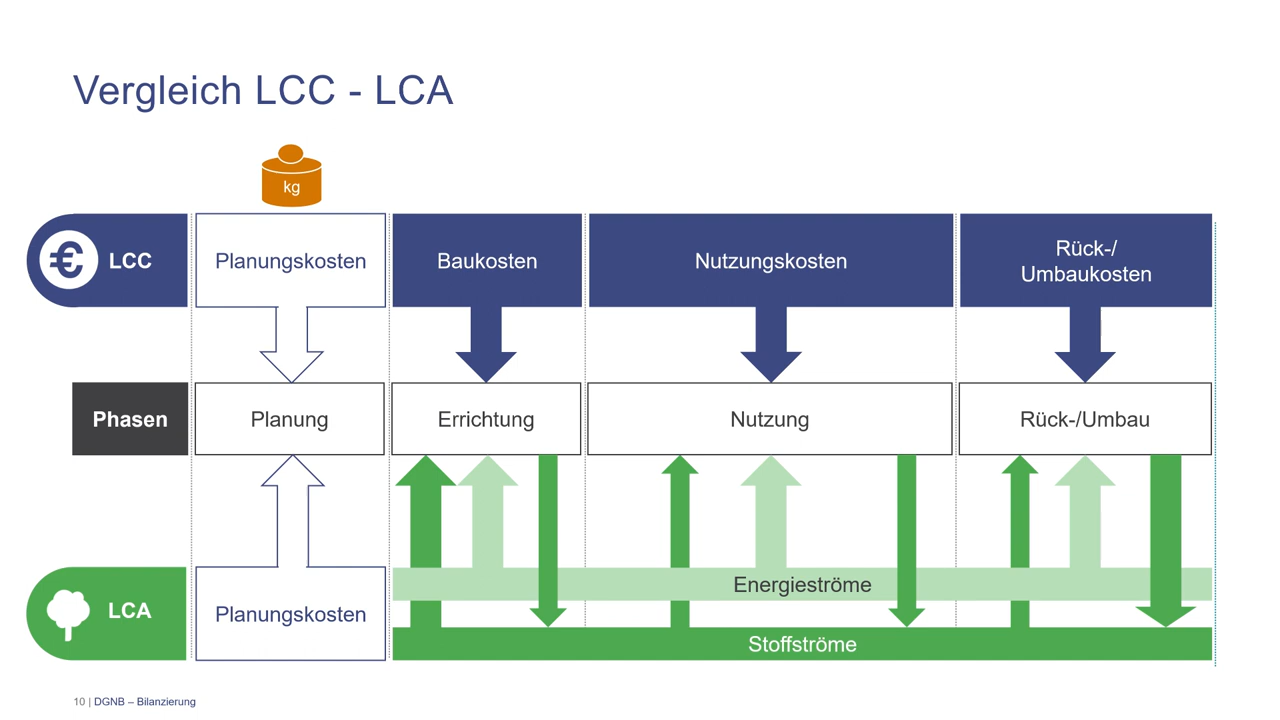 Vergleich LCC - LCA
kg
LCC
Planungskosten
Baukosten
Nutzungskosten
Rück-/
Umbaukosten
Phasen
Planung
Errichtung
Nutzung
Rück-/Umbau
LCA
Planungskosten
Energieströme
Stoffströme
10 | DGNB – Bilanzierung